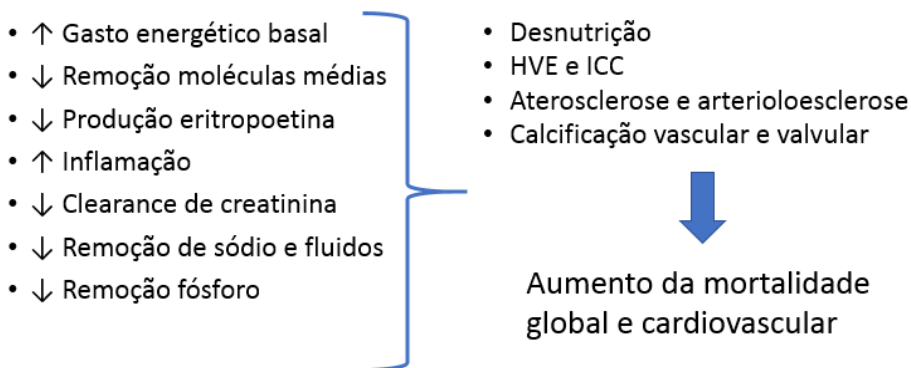 • ↑ Gasto energético basal
• ↓ Remoção moléculas médias
• ↓ Produção eritropoetina
• ↑ Inflamação
• ↓ Clearance de creatinina
• ↓ Remoção de sódio e fluidos
• ↓ Remoção fósforo
• Desnutrição
• HVE e ICC
• Aterosclerose e arterioloesclerose
• Calcificação vascular e valvular
Aumento da mortalidade
global e cardiovascular